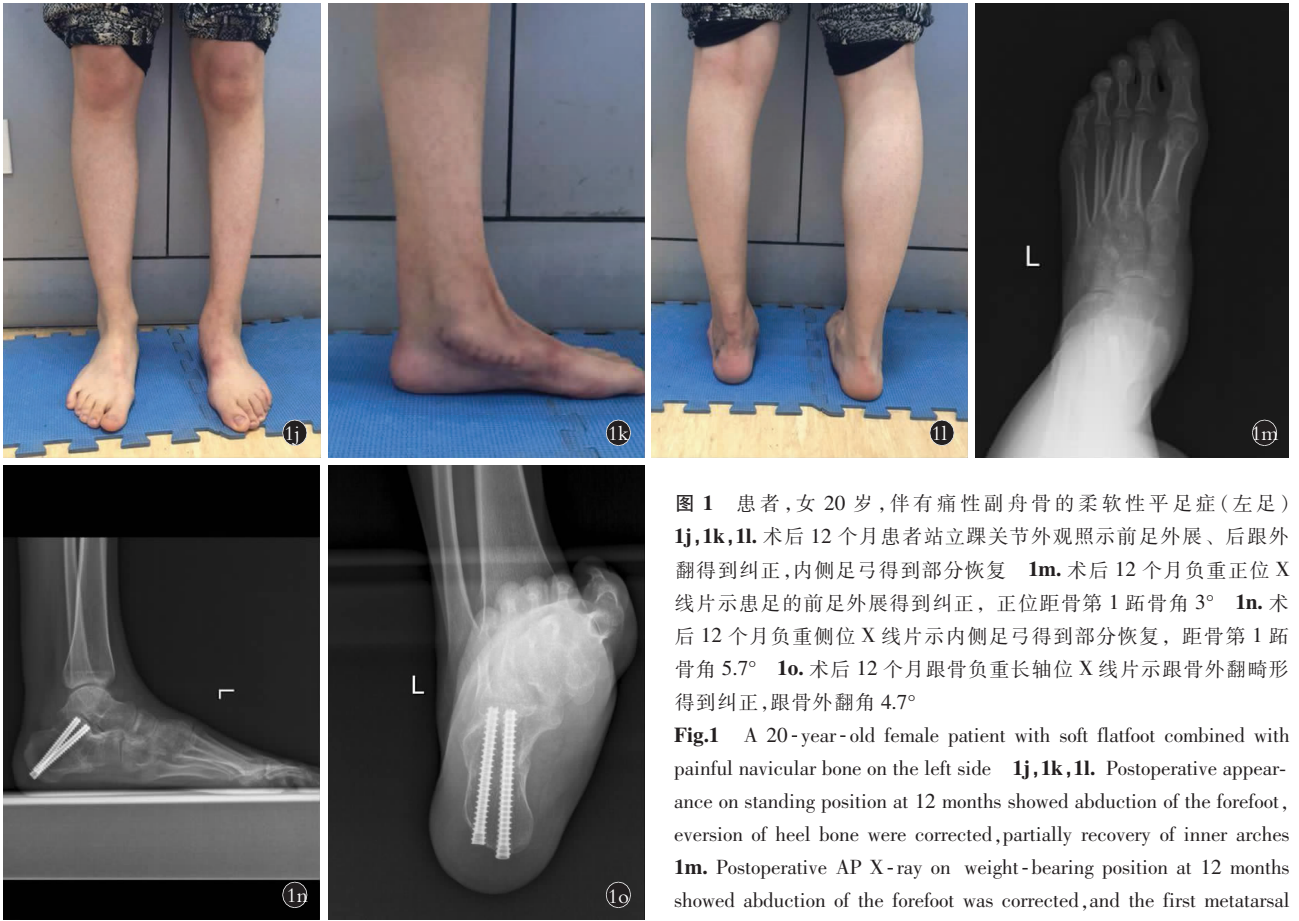 1j
1k
1l
L
1m
L
1n
L
1o
图 1 患者,女 20 岁,伴有痛性副舟骨的柔软性平足症(左足)
1j,1k,1l. 术后 12 个月患者站立踝关节外观照示前足外展、后跟外
翻得到纠正,内侧足弓得到部分恢复 1m. 术后 12 个月负重正位 X
线片示患足的前足外展得到纠正，正位距骨第 1 跖骨角 3° 1n. 术
后 12 个月负重侧位 X 线片示内侧足弓得到部分恢复，距骨第 1 跖
骨角 5.7° 1o. 术后 12 个月跟骨负重长轴位 X 线片示跟骨外翻畸形
得到纠正,跟骨外翻角 4.7°
Fig.1 A 20-year-old female patient with soft flatfoot combined with
painful navicular bone on the left side 1j,1k,1l. Postoperative appear-
ance on standing position at 12 months showed abduction of the forefoot,
eversion of heel bone were corrected,partially recovery of inner arches
1m. Postoperative AP X-ray on weight-bearing position at 12 months
showed abduction of the forefoot was corrected,and the first metatarsal